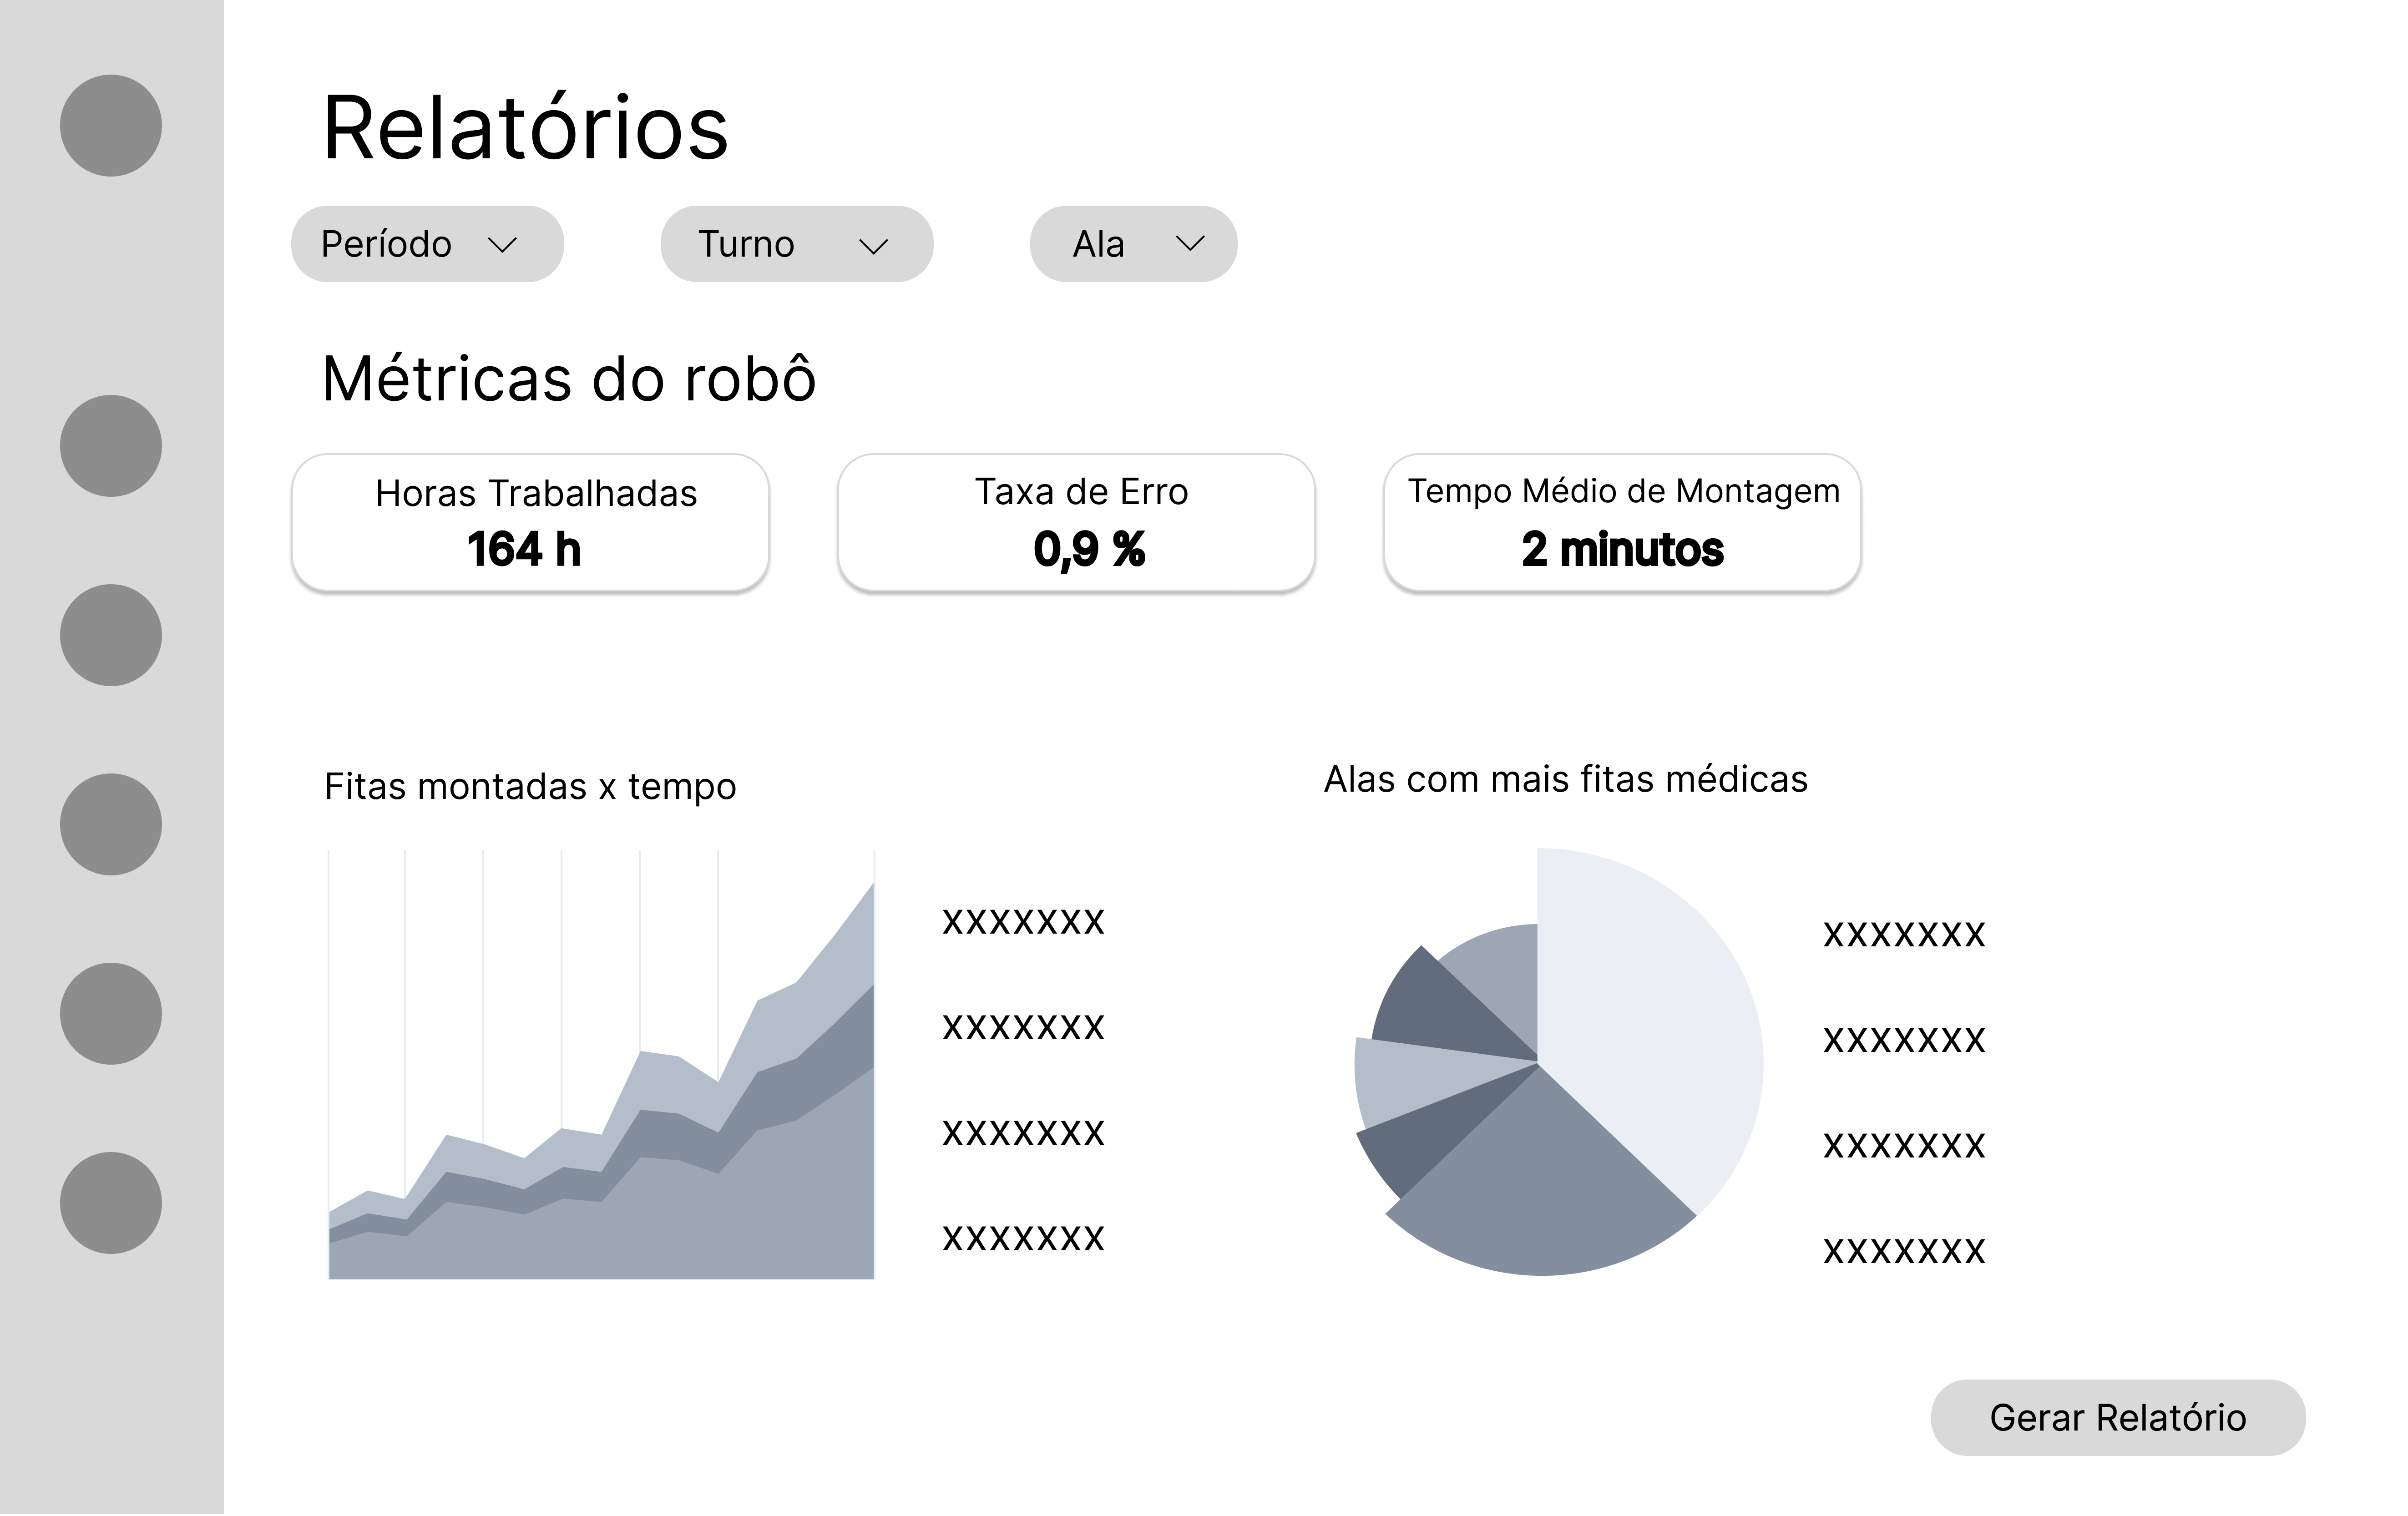 Relatórios
Período
Turno
Ala
Métricas do robô
Horas Trabalhadas
164 h
Taxa de Erro
0,9 %
Tempo Médio de Montagem
2 minutos
Fitas montadas x tempo
XXXXXXX
XXXXXXX
XXXXXXX
XXXXXXX
Alas com mais fitas médicas
XXXXXXX
XXXXXXX
XXXXXXX
XXXXXXX
Gerar Relatório